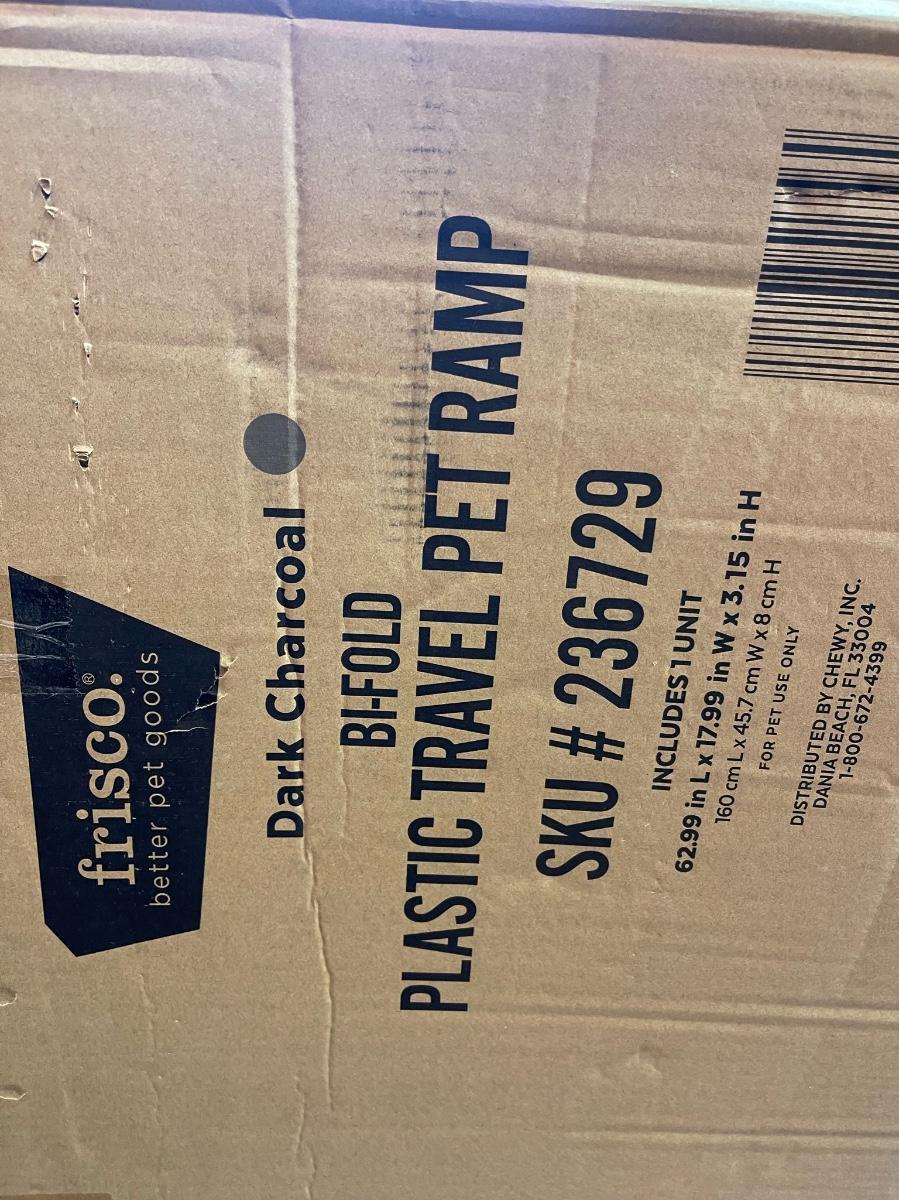 frisco.®
better pet goods
Dark Charcoal
BI-FOLD
PLASTIC TRAVEL PET RAMP
SKU # 236729
INCLUDES 1 UNIT
62.99 in L x 17.99 in W x 3.15 in H
160 cm L x 45.7 cm W x 8 cm H
FOR PET USE ONLY
DISTRIBUTED BY CHEWY, INC.
DANIA BEACH, FL 33004
1-800-672-4399